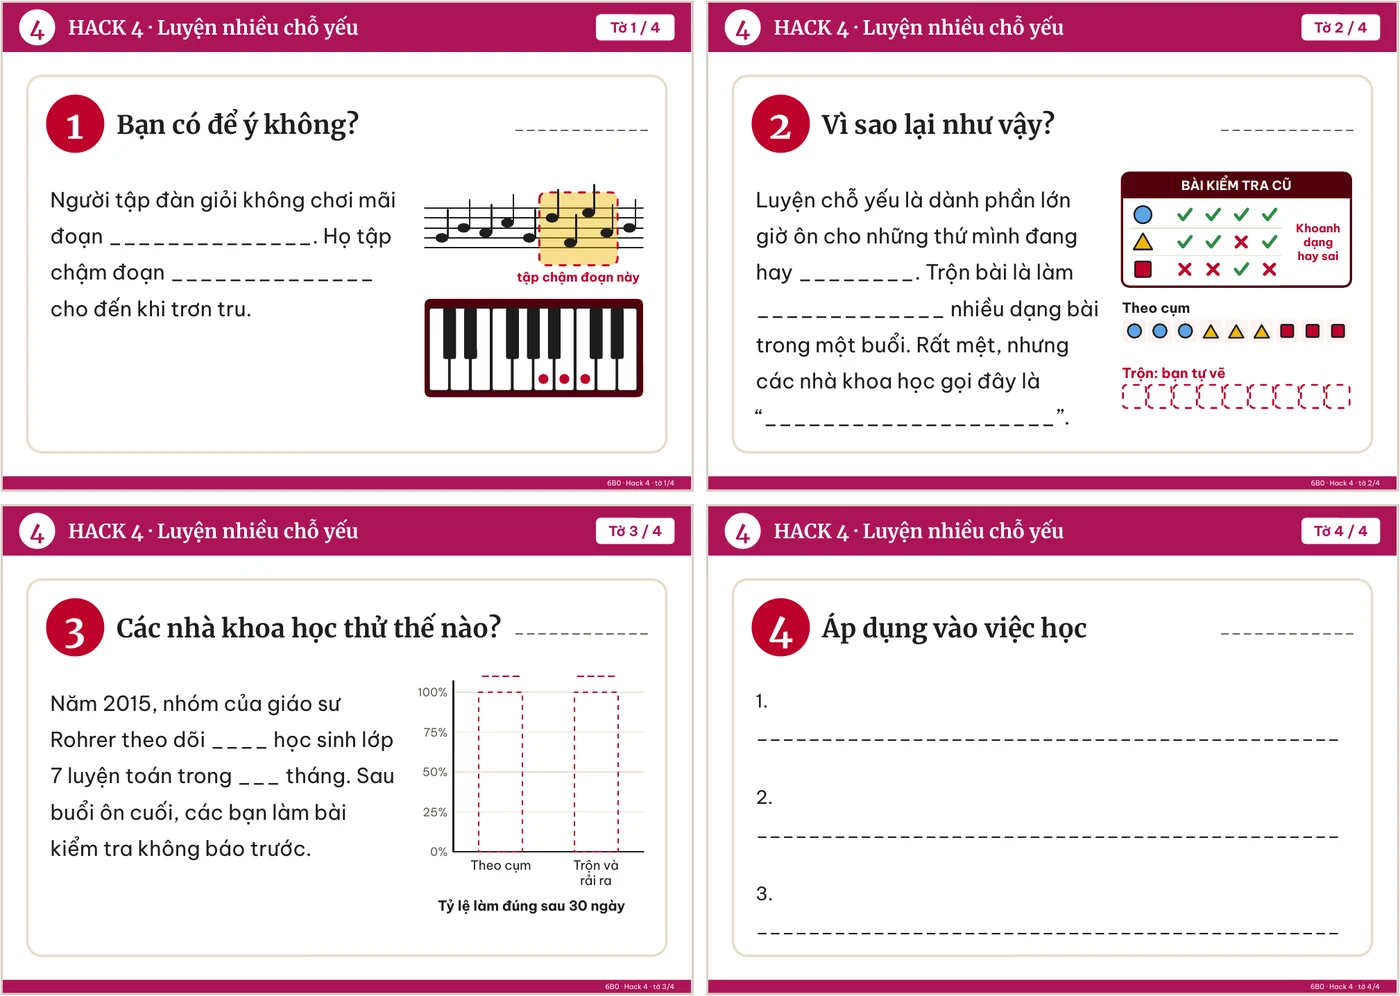 4 HACK 4 · Luyện nhiều chỗ yếu Tờ 1 / 4
1 Bạn có để ý không? ____________
Người tập đàn giỏi không chơi mãi
đoạn ______________. Họ tập
chậm đoạn ______________
cho đến khi trơn tru.
tập chậm đoạn này
6B0 · Hack 4 · tờ 1/4
4 HACK 4 · Luyện nhiều chỗ yếu Tờ 2 / 4
2 Vì sao lại như vậy? ____________
Luyện chỗ yếu là dành phần lớn
giờ ôn cho những thứ mình đang
hay ________. Trộn bài là làm
_____________ nhiều dạng bài
trong một buổi. Rất mệt, nhưng
các nhà khoa học gọi đây là
“____________________”.
BÀI KIỂM TRA CŨ
Khoanh
dạng
hay sai
Theo cụm
Trộn: bạn tự vẽ
6B0 · Hack 4 · tờ 2/4
4 HACK 4 · Luyện nhiều chỗ yếu Tờ 3 / 4
3 Các nhà khoa học thử thế nào? ____________
Năm 2015, nhóm của giáo sư
Rohrer theo dõi ____ học sinh lớp
7 luyện toán trong ___ tháng. Sau
buổi ôn cuối, các bạn làm bài
kiểm tra không báo trước.
100%
75%
50%
25%
0%
Theo cụm
Trộn và
rải ra
Tỷ lệ làm đúng sau 30 ngày
6B0 · Hack 4 · tờ 3/4
4 HACK 4 · Luyện nhiều chỗ yếu Tờ 4 / 4
4 Áp dụng vào việc học ____________
1.
________________________________________
2.
________________________________________
3.
________________________________________
6B0 · Hack 4 · tờ 4/4